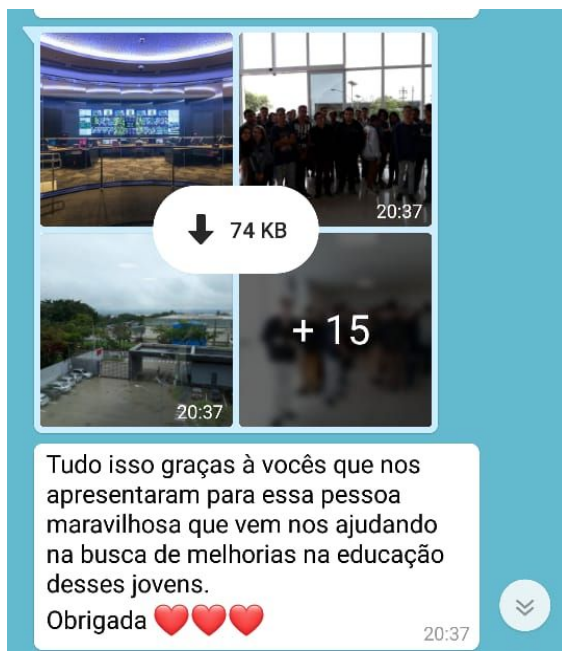 20:37
74 KB
20:37
+ 15
Tudo isso graças à vocês que nos
apresentaram para essa pessoa
maravilhosa que vem nos ajudando
na busca de melhorias na educação
desses jovens.
Obrigada ❤️❤️❤️
20:37